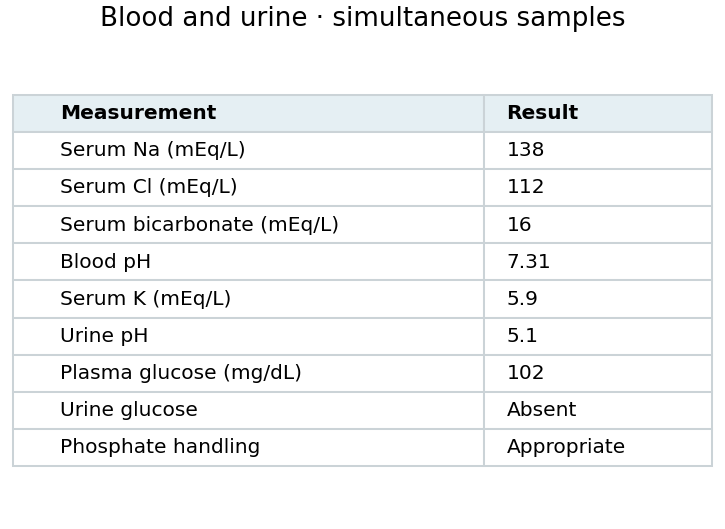 Blood and urine · simultaneous samples
Measurement Result
Serum Na (mEq/L) 138
Serum Cl (mEq/L) 112
Serum bicarbonate (mEq/L) 16
Blood pH 7.31
Serum K (mEq/L) 5.9
Urine pH 5.1
Plasma glucose (mg/dL) 102
Urine glucose Absent
Phosphate handling Appropriate